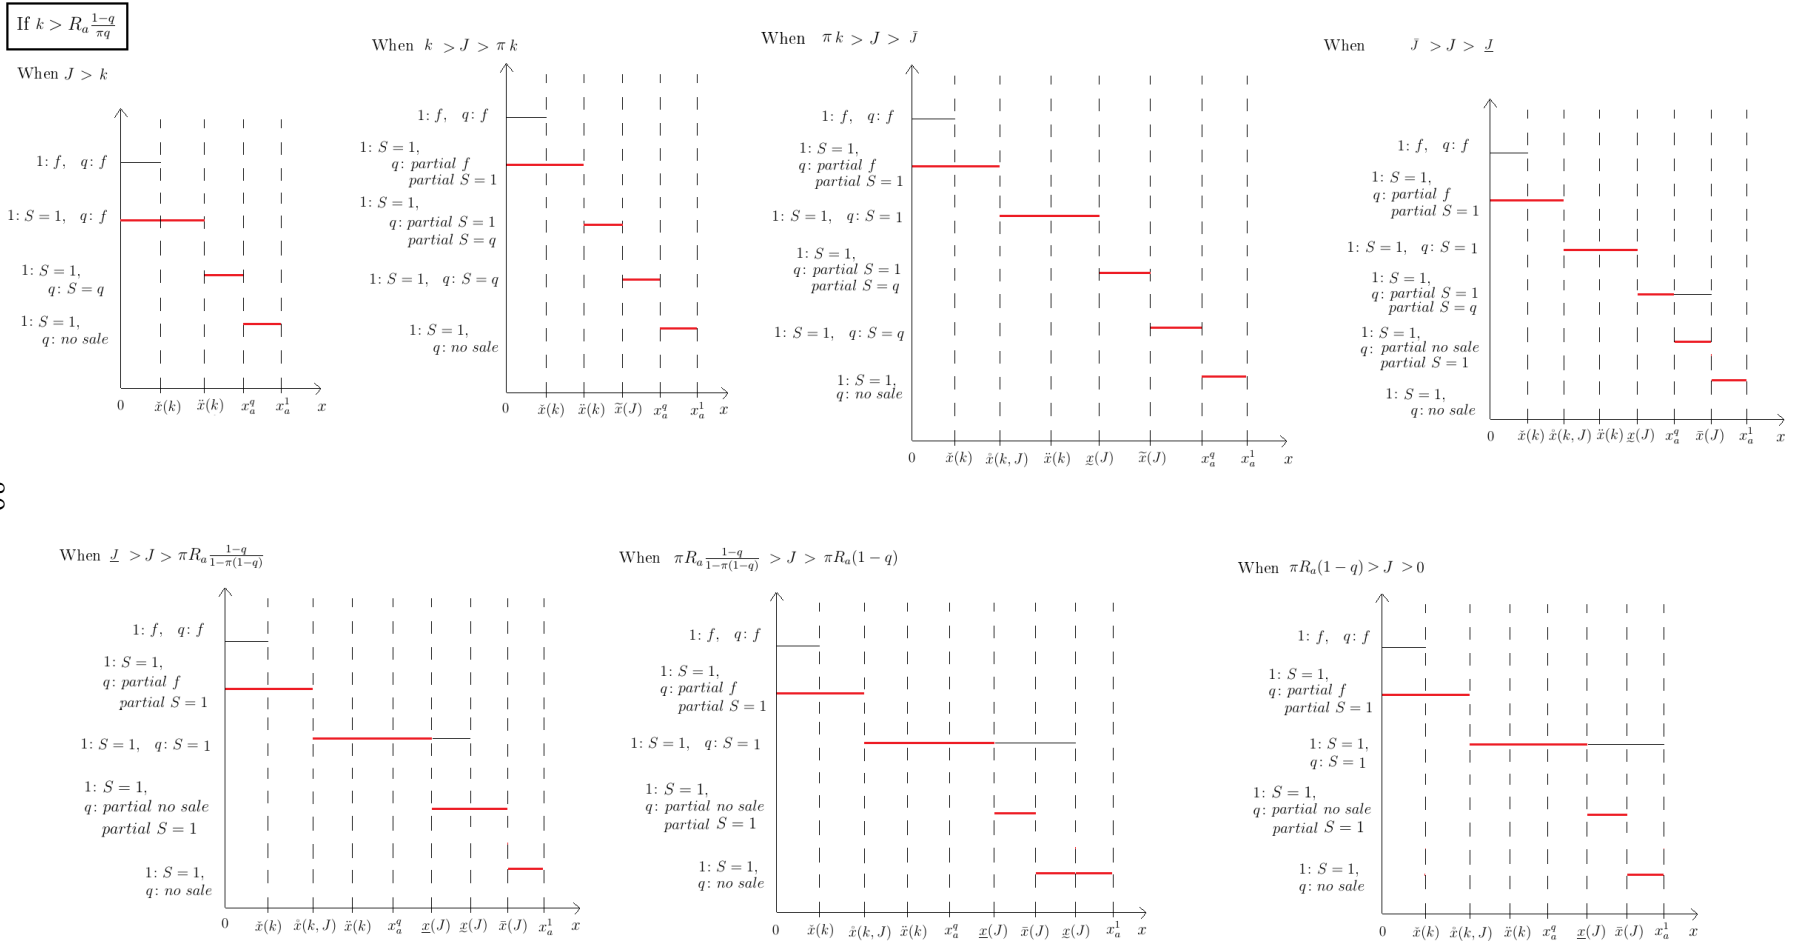 If k > R_a \frac{1-q}{\pi q}
When J > k
1: f, q: f
1: S = 1, q: f
1: S = 1,
q: S = q
1: S = 1,
q: no sale
0 x̌(k) ẍ(k) x_a^q x_a^1 x
When k > J > π k
1: f, q: f
1: S = 1,
q: partial f
partial S = 1
1: S = 1,
q: partial S = 1
partial S = q
1: S = 1, q: S = q
1: S = 1,
q: no sale
0 x̌(k) ẍ(k) x̃(J) x_a^q x_a^1 x
When π k > J > J̄
1: f, q: f
1: S = 1,
q: partial f
partial S = 1
1: S = 1, q: S = 1
1: S = 1,
q: partial S = 1
partial S = q
1: S = 1, q: S = q
1: S = 1,
q: no sale
0 x̌(k) x̊(k, J) ẍ(k) x̰(J) x̃(J) x_a^q x_a^1 x
When J̄ > J > J̲
1: f, q: f
1: S = 1,
q: partial f
partial S = 1
1: S = 1, q: S = 1
1: S = 1,
q: partial S = 1
partial S = q
1: S = 1,
q: partial no sale
partial S = 1
1: S = 1,
q: no sale
0 x̌(k) x̊(k, J) ẍ(k) x̰(J) x_a^q x̄(J) x_a^1 x
When J̲ > J > πR_a \frac{1-q}{1-π(1-q)}
1: f, q: f
1: S = 1,
q: partial f
partial S = 1
1: S = 1, q: S = 1
1: S = 1,
q: partial no sale
partial S = 1
1: S = 1,
q: no sale
0 x̌(k) x̊(k, J) ẍ(k) x_a^q x̲(J) x̰(J) x̄(J) x_a^1 x
When πR_a \frac{1-q}{1-π(1-q)} > J > πR_a(1 − q)
1: f, q: f
1: S = 1,
q: partial f
partial S = 1
1: S = 1, q: S = 1
1: S = 1,
q: partial no sale
partial S = 1
1: S = 1,
q: no sale
0 x̌(k) x̊(k, J) ẍ(k) x_a^q x̲(J) x̄(J) x̰(J) x_a^1 x
When πR_a(1 − q) > J > 0
1: f, q: f
1: S = 1,
q: partial f
partial S = 1
1: S = 1,
q: S = 1
1: S = 1,
q: partial no sale
partial S = 1
1: S = 1,
q: no sale
0 x̌(k) x̊(k, J) ẍ(k) x_a^q x̲(J) x̄(J) x_a^1 x